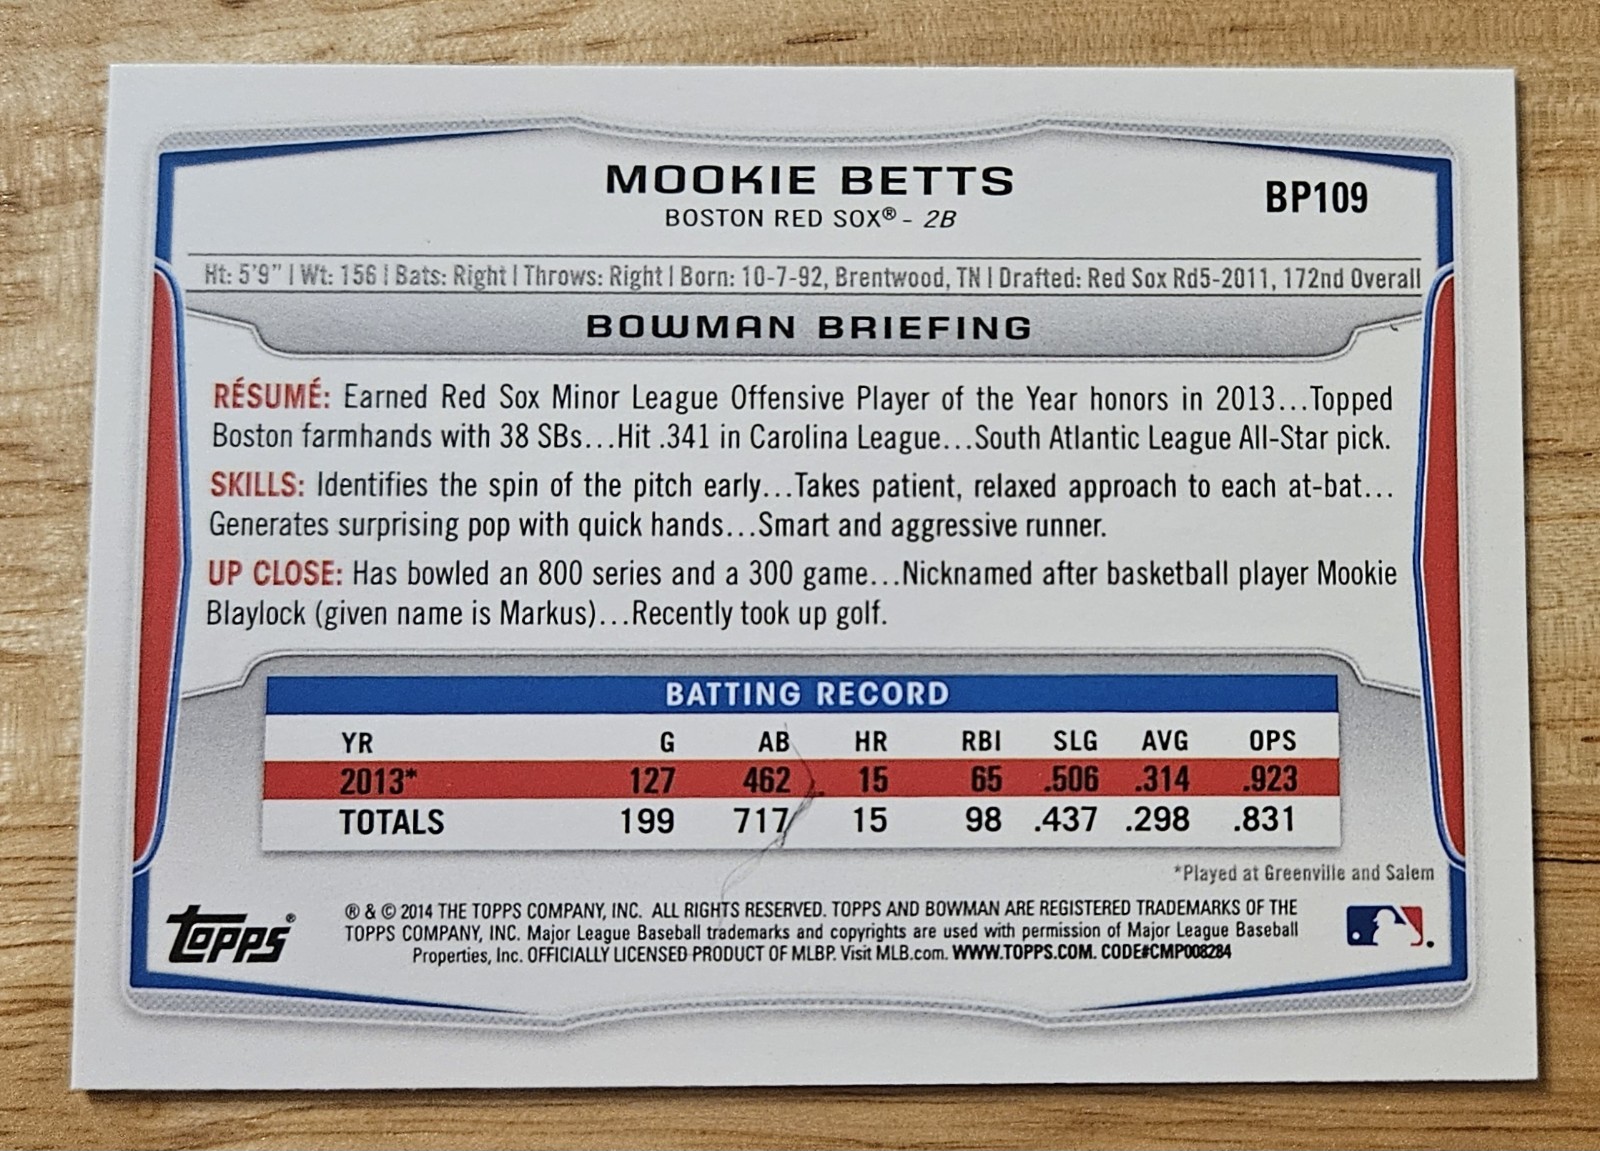 MOOKIE BETTS
BP109
BOSTON RED SOX® - 2B
Ht: 5'9" | Wt: 156 | Bats: Right | Throws: Right | Born: 10-7-92, Brentwood, TN | Drafted: Red Sox Rd5-2011, 172nd Overall
BOWMAN BRIEFING
RÉSUMÉ: Earned Red Sox Minor League Offensive Player of the Year honors in 2013...Topped
Boston farmhands with 38 SBs...Hit .341 in Carolina League...South Atlantic League All-Star pick.
SKILLS: Identifies the spin of the pitch early...Takes patient, relaxed approach to each at-bat...
Generates surprising pop with quick hands...Smart and aggressive runner.
UP CLOSE: Has bowled an 800 series and a 300 game...Nicknamed after basketball player Mookie
Blaylock (given name is Markus)...Recently took up golf.
BATTING RECORD
YR G AB HR RBI SLG AVG OPS
2013* 127 462 15 65 .506 .314 .923
TOTALS 199 717 15 98 .437 .298 .831
*Played at Greenville and Salem
topps®
® & © 2014 THE TOPPS COMPANY, INC. ALL RIGHTS RESERVED. TOPPS AND BOWMAN ARE REGISTERED TRADEMARKS OF THE
TOPPS COMPANY, INC. Major League Baseball trademarks and copyrights are used with permission of Major League Baseball
Properties, Inc. OFFICIALLY LICENSED PRODUCT OF MLBP. Visit MLB.com. WWW.TOPPS.COM. CODE#CMP008284